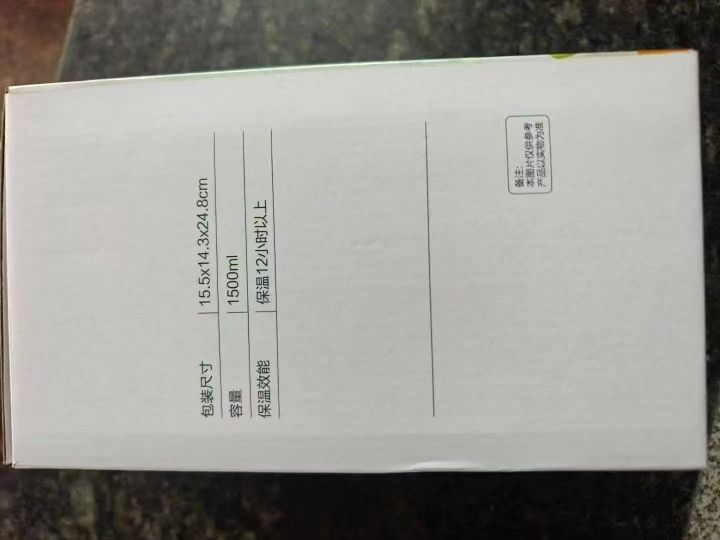 包装尺寸 15.5x14.3x24.8cm
容量 1500ml
保温效能 保温12小时以上
备注:
本图片仅供参考
产品以实物为准